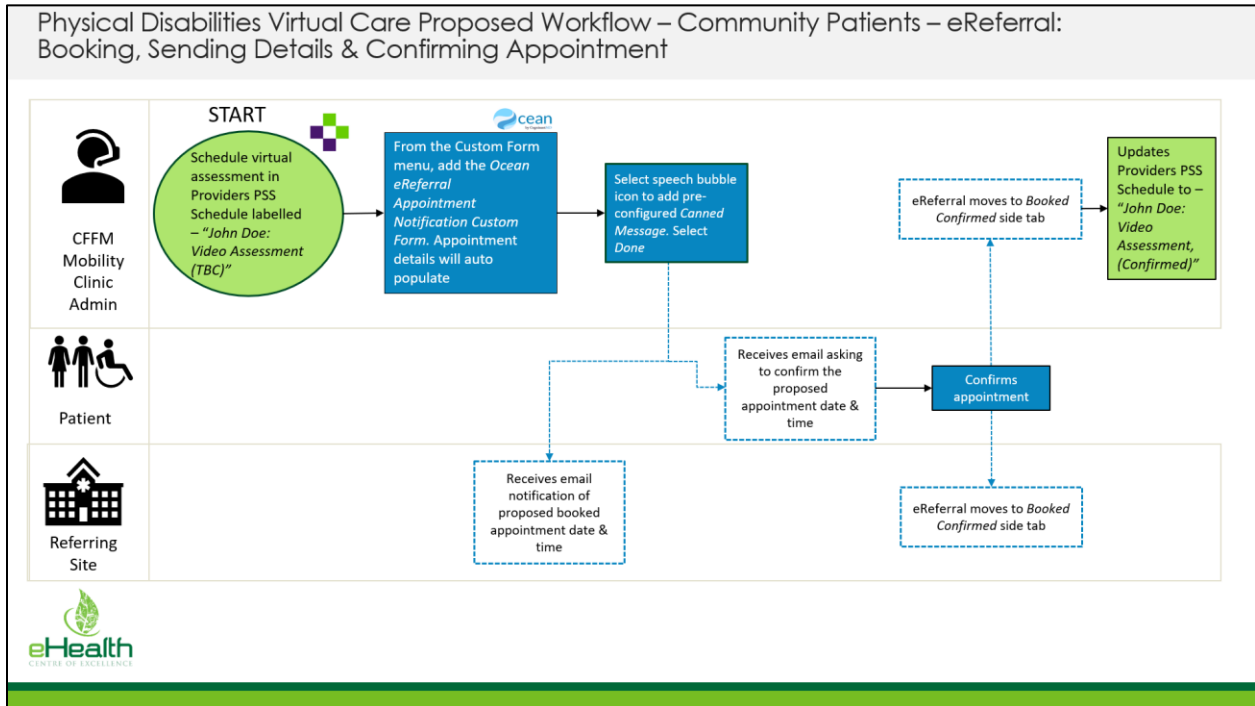 Physical Disabilities Virtual Care Proposed Workflow – Community Patients – eReferral:
Booking, Sending Details & Confirming Appointment
START
Schedule virtual
assessment in
Providers PSS
Schedule labelled
– “John Doe:
Video Assessment
(TBC)”
cean
From the Custom Form
menu, add the Ocean
eReferral
Appointment
Notification Custom
Form. Appointment
details will auto
populate
Select speech bubble
icon to add pre-
configured Canned
Message. Select
Done
eReferral moves to Booked
Confirmed side tab
Updates
Providers PSS
Schedule to –
“John Doe:
Video
Assessment,
(Confirmed)”
CFFM
Mobility
Clinic
Admin
Receives email asking
to confirm the
proposed
appointment date &
time
Confirms
appointment
Patient
Receives email
notification of
proposed booked
appointment date &
time
eReferral moves to Booked
Confirmed side tab
Referring
Site
eHealth
CENTRE OF EXCELLENCE